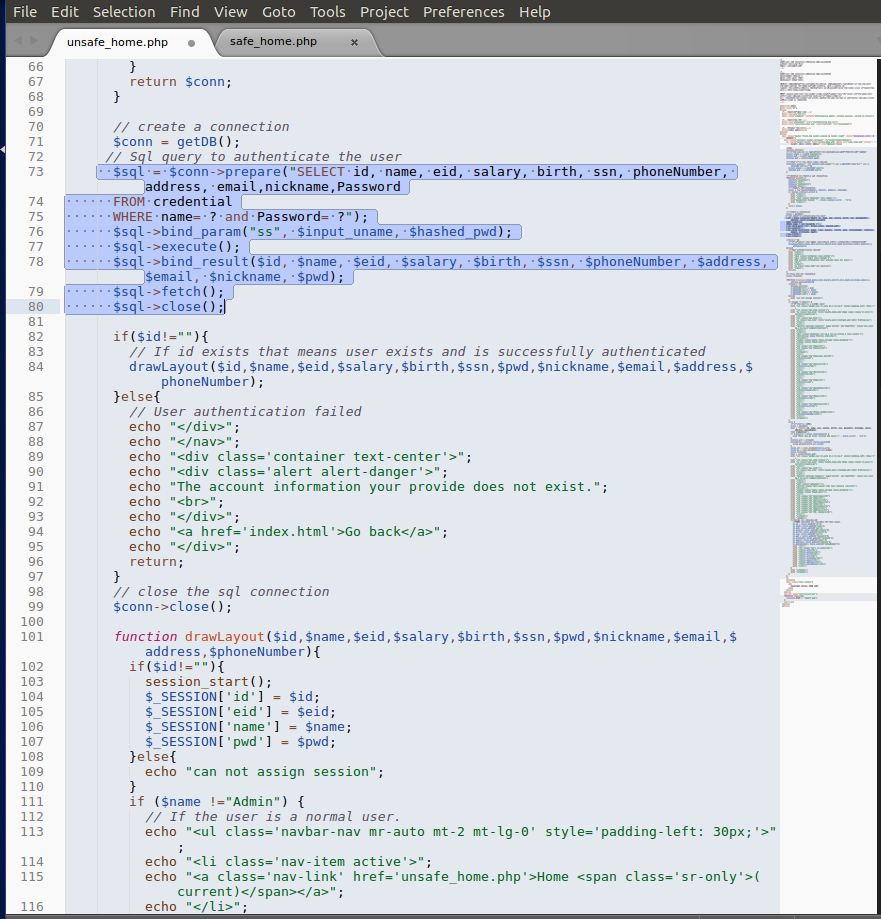 File Edit Selection Find View Goto Tools Project Preferences Help
unsafe_home.php safe_home.php ×
66 }
67 return $conn;
68 }
69
70 // create a connection
71 $conn = getDB();
72 // Sql query to authenticate the user
73 $sql = $conn->prepare("SELECT id, name, eid, salary, birth, ssn, phoneNumber,
address, email,nickname,Password
74 FROM credential
75 WHERE name= ? and Password= ?");
76 $sql->bind_param("ss", $input_uname, $hashed_pwd);
77 $sql->execute();
78 $sql->bind_result($id, $name, $eid, $salary, $birth, $ssn, $phoneNumber, $address,
$email, $nickname, $pwd);
79 $sql->fetch();
80 $sql->close();
81
82 if($id!=""){
83 // If id exists that means user exists and is successfully authenticated
84 drawLayout($id,$name,$eid,$salary,$birth,$ssn,$pwd,$nickname,$email,$address,$
phoneNumber);
85 }else{
86 // User authentication failed
87 echo "</div>";
88 echo "</nav>";
89 echo "<div class='container text-center'>";
90 echo "<div class='alert alert-danger'>";
91 echo "The account information your provide does not exist.";
92 echo "<br>";
93 echo "</div>";
94 echo "<a href='index.html'>Go back</a>";
95 echo "</div>";
96 return;
97 }
98 // close the sql connection
99 $conn->close();
100
101 function drawLayout($id,$name,$eid,$salary,$birth,$ssn,$pwd,$nickname,$email,$
address,$phoneNumber){
102 if($id!=""){
103 session_start();
104 $_SESSION['id'] = $id;
105 $_SESSION['eid'] = $eid;
106 $_SESSION['name'] = $name;
107 $_SESSION['pwd'] = $pwd;
108 }else{
109 echo "can not assign session";
110 }
111 if ($name !="Admin") {
112 // If the user is a normal user.
113 echo "<ul class='navbar-nav mr-auto mt-2 mt-lg-0' style='padding-left: 30px;'>"
;
114 echo "<li class='nav-item active'>";
115 echo "<a class='nav-link' href='unsafe_home.php'>Home <span class='sr-only'>(
current)</span></a>";
116 echo "</li>";